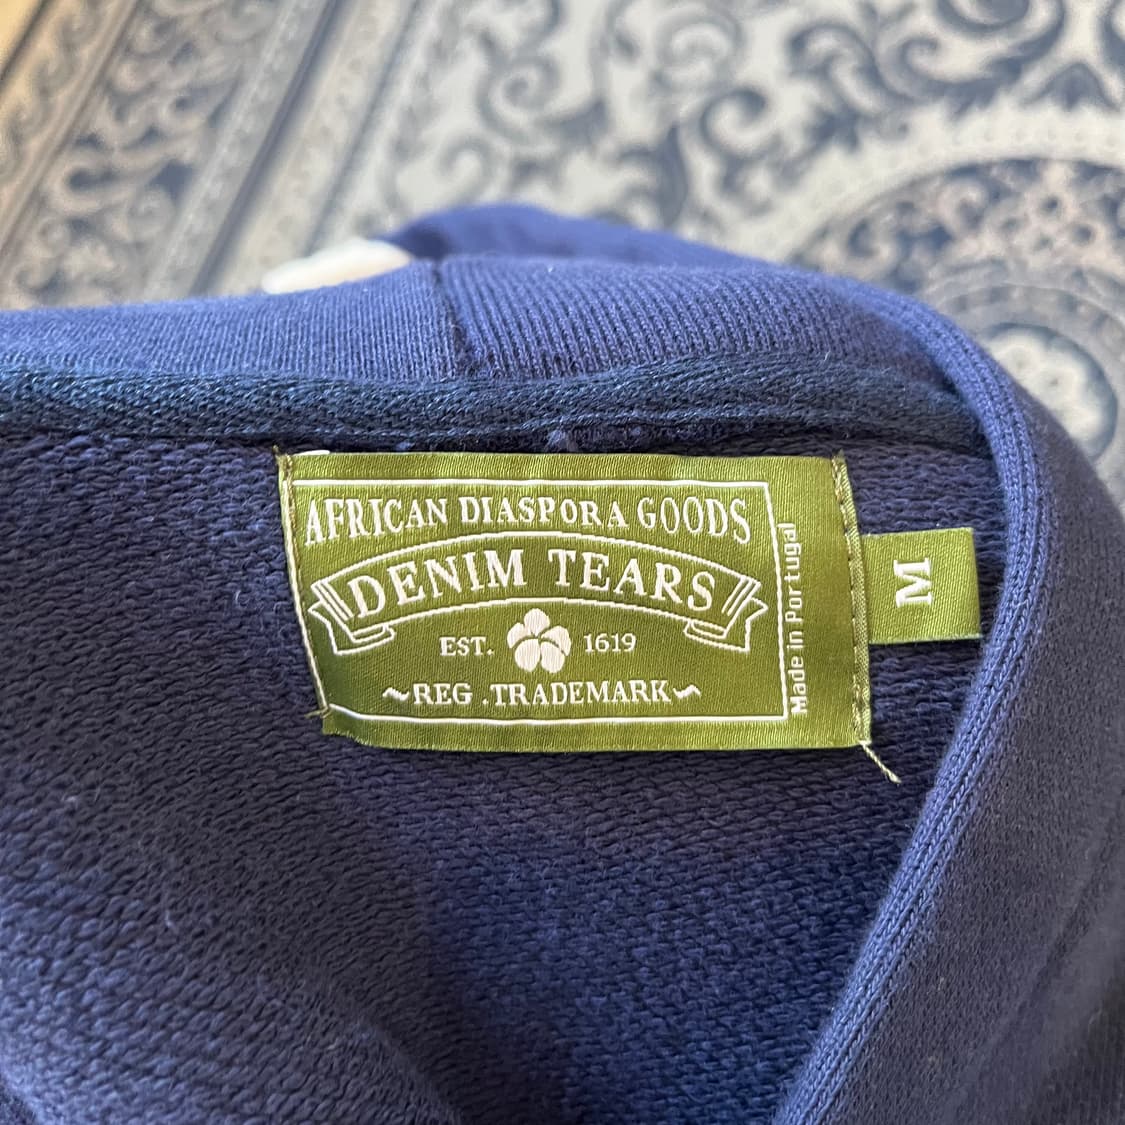 AFRICAN DIASPORA GOODS
DENIM TEARS
EST. 1619
~REG .TRADEMARK~
Made in Portugal
M